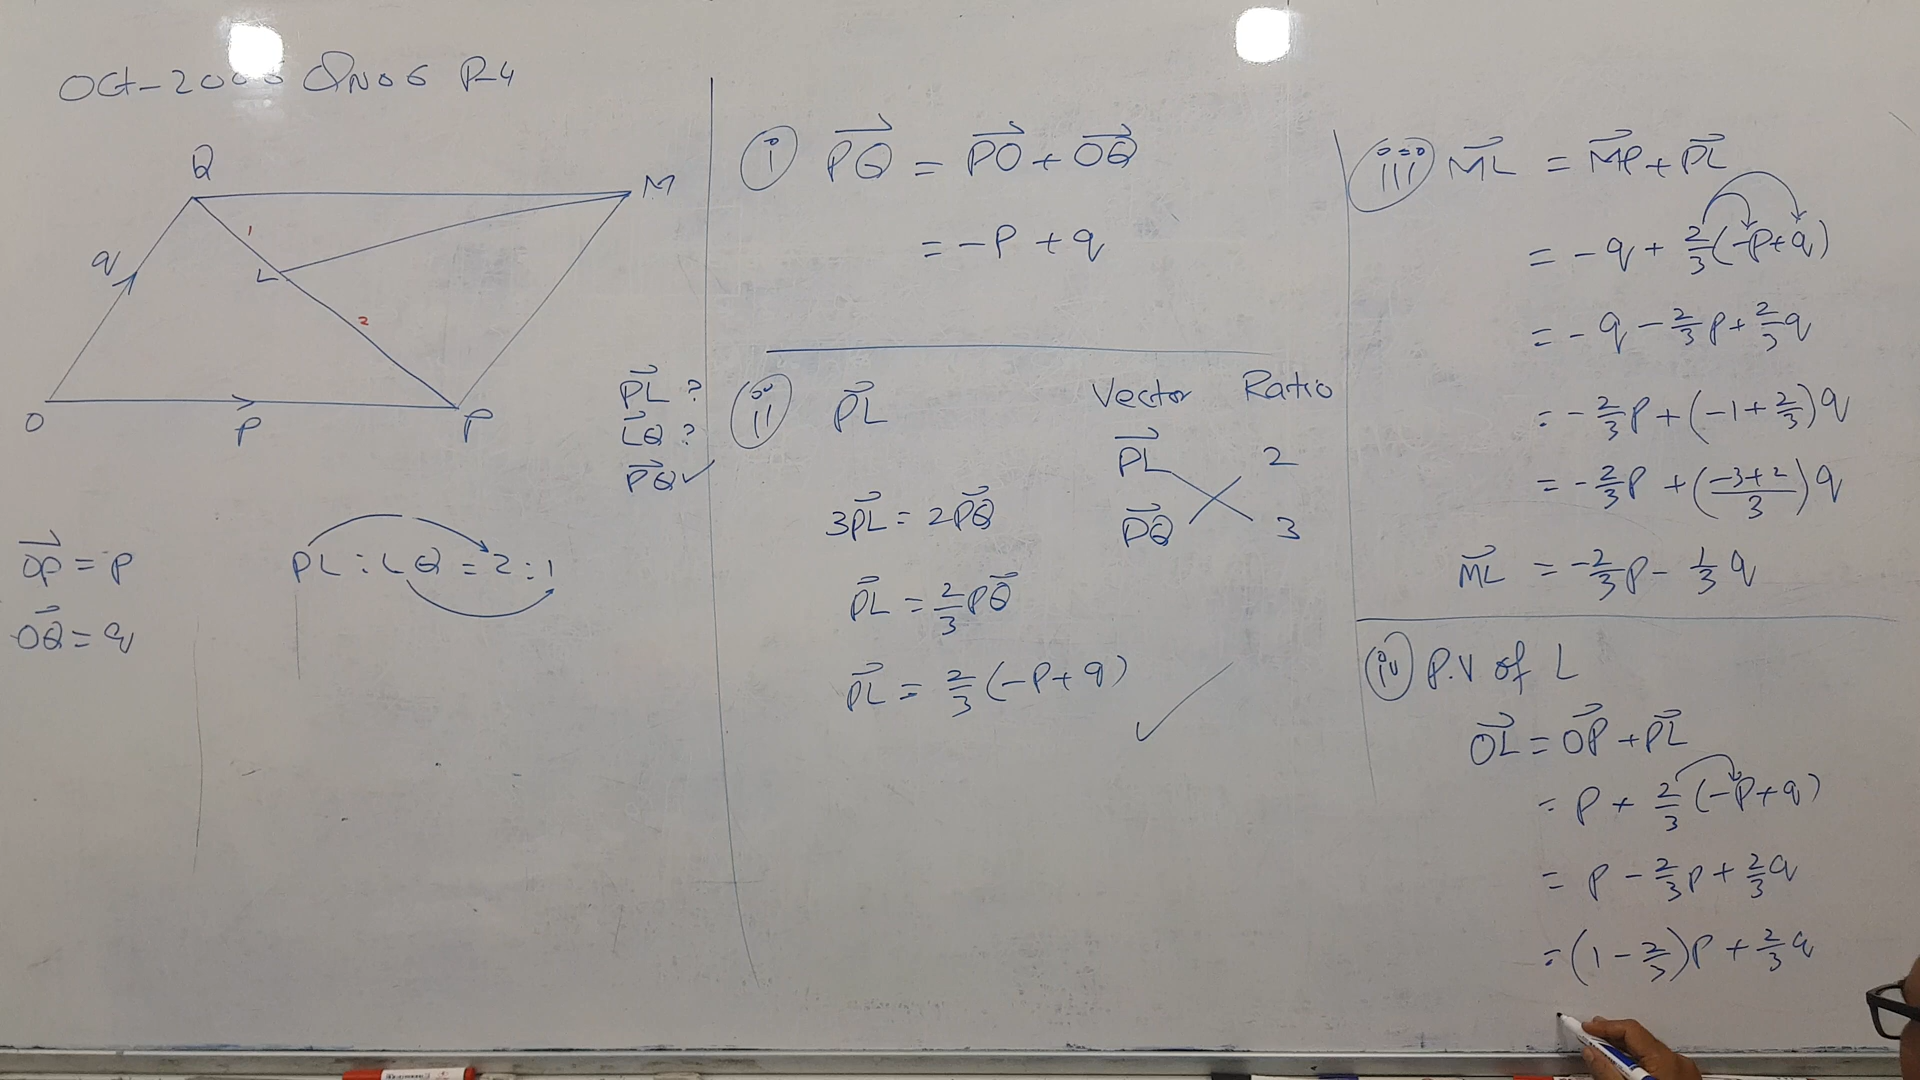 Oct-2006 QNO6 P-4
Q
M
1
q
L
2
O
P
P
OP⃗ = P
OQ⃗ = q
PL : LQ = 2 : 1
PL⃗ ?
LQ⃗ ?
PQ⃗ ✓
(i) PQ⃗ = PO⃗ + OQ⃗
= -P + q
(ii) PL⃗
Vector Ratio
PL⃗ 2
PQ⃗ 3
3PL⃗ = 2PQ⃗
PL⃗ = 2/3 PQ⃗
PL⃗ = 2/3 (-P + q)
✓
(iii) ML⃗ = MP⃗ + PL⃗
= -q + 2/3 (-P + q)
= -q - 2/3 P + 2/3 q
= -2/3 P + (-1 + 2/3) q
= -2/3 P + ((-3+2)/3) q
ML⃗ = -2/3 P - 1/3 q
(iv) P.V of L
OL⃗ = OP⃗ + PL⃗
= P + 2/3 (-P + q)
= P - 2/3 P + 2/3 q
= (1 - 2/3) P + 2/3 q